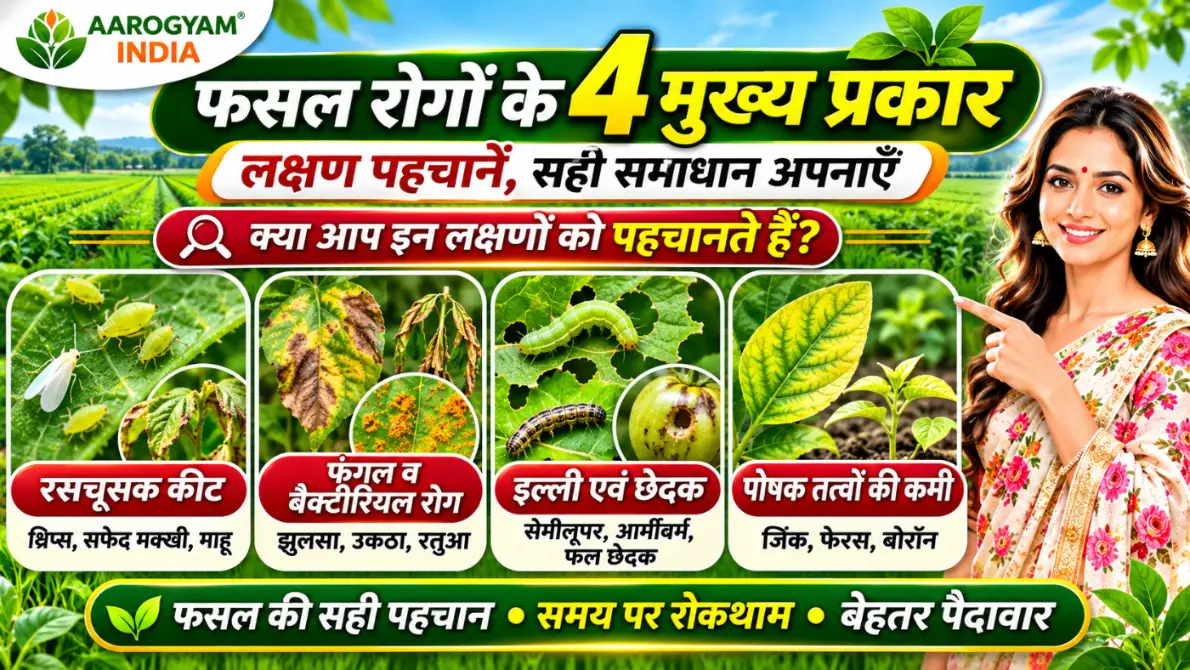 AAROGYAM®
INDIA
फसल रोगों के 4 मुख्य प्रकार
लक्षण पहचानें, सही समाधान अपनाएँ
क्या आप इन लक्षणों को पहचानते हैं?
रसचूसक कीट
थ्रिप्स, सफेद मक्खी, माहू
फंगल व
बैक्टीरियल रोग
झुलसा, उकठा, रतुआ
इल्ली एवं छेदक
सेमीलूपर, आर्मीबर्म,
फल छेदक
पोषक तत्वों की कमी
जिंक, फेरस, बोरॉन
फसल की सही पहचान • समय पर रोकथाम • बेहतर पैदावार